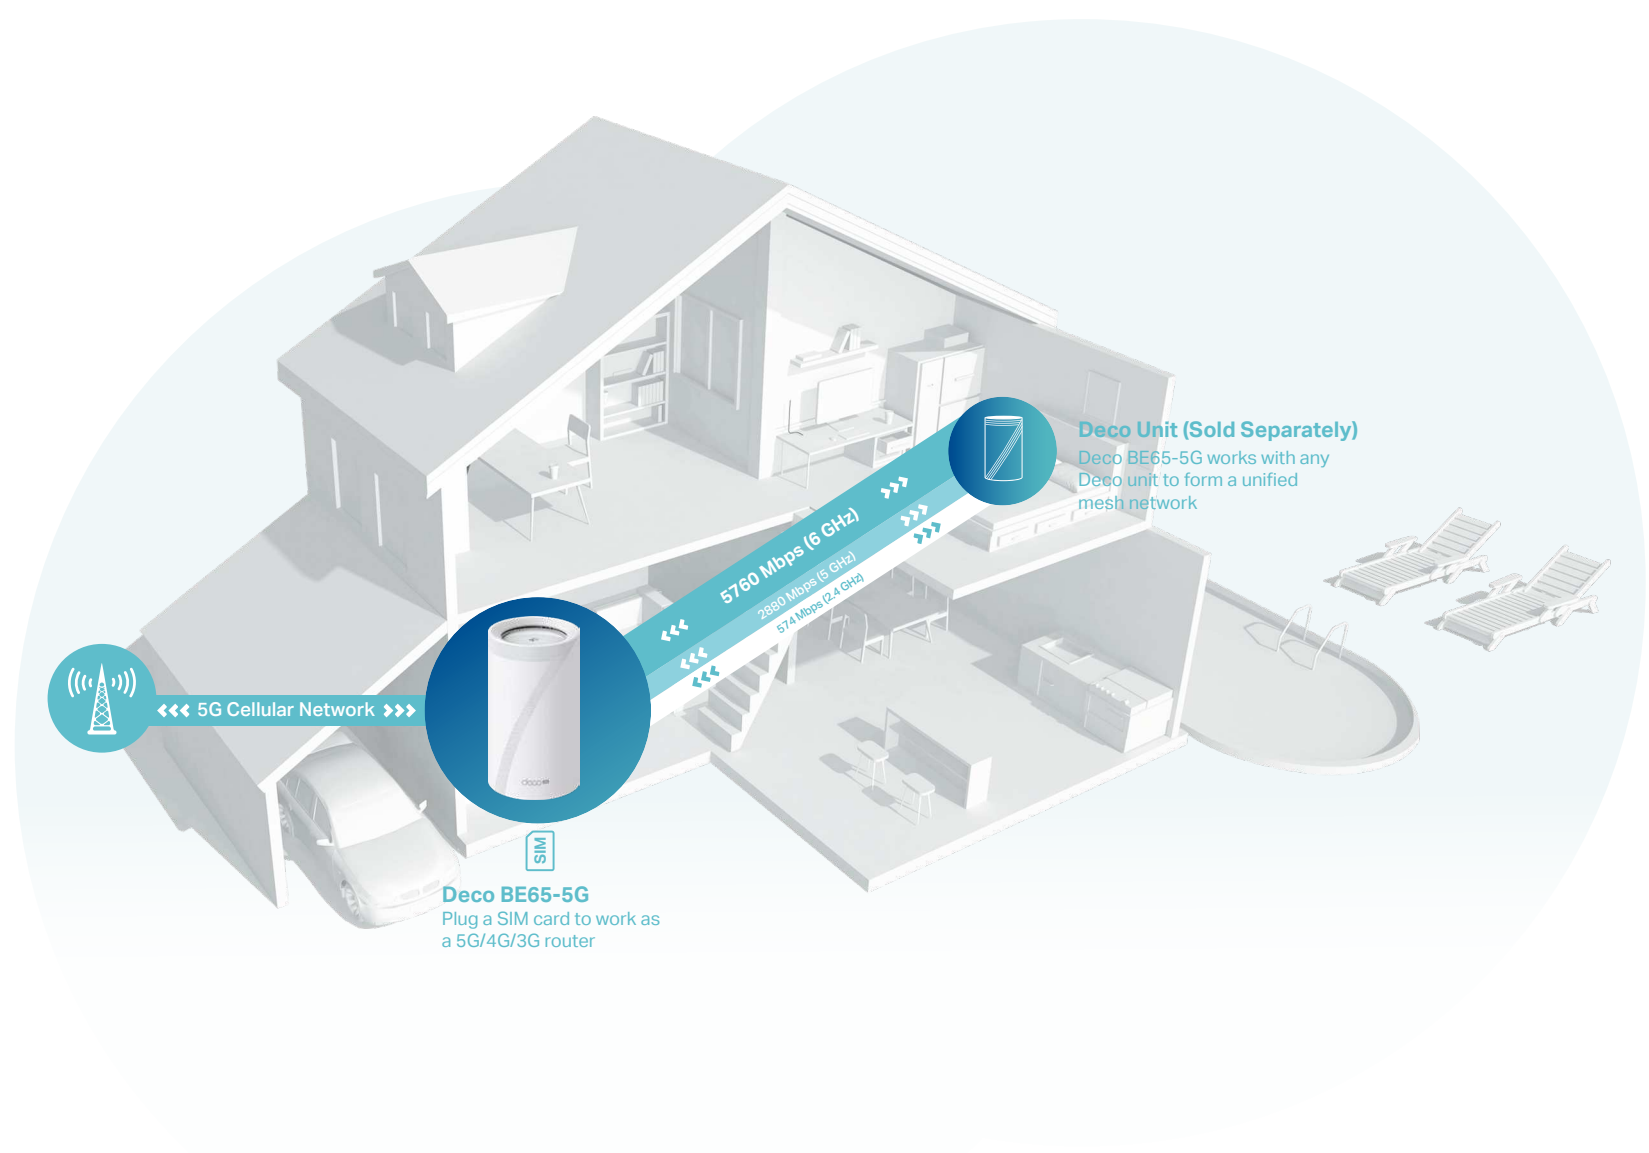 Deco Unit (Sold Separately)
Deco BE65-5G works with any
Deco unit to form a unified
mesh network
5760 Mbps (6 GHz)
2880 Mbps (5 GHz)
574 Mbps (2.4 GHz)
5G Cellular Network
deco
SIM
Deco BE65-5G
Plug a SIM card to work as
a 5G/4G/3G router